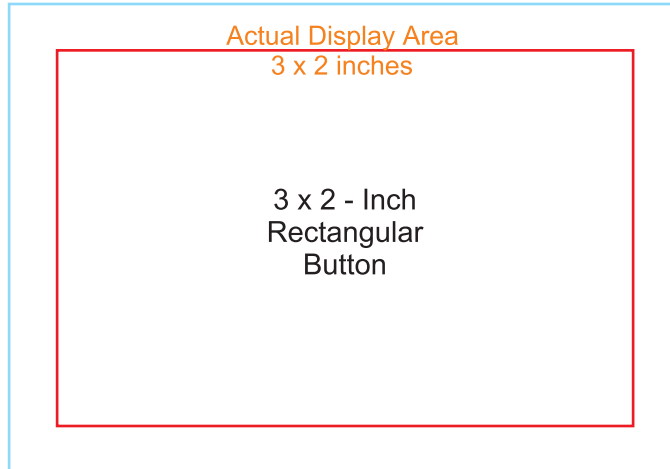 Actual Display Area
3 x 2 inches
3 x 2 - Inch
Rectangular
Button